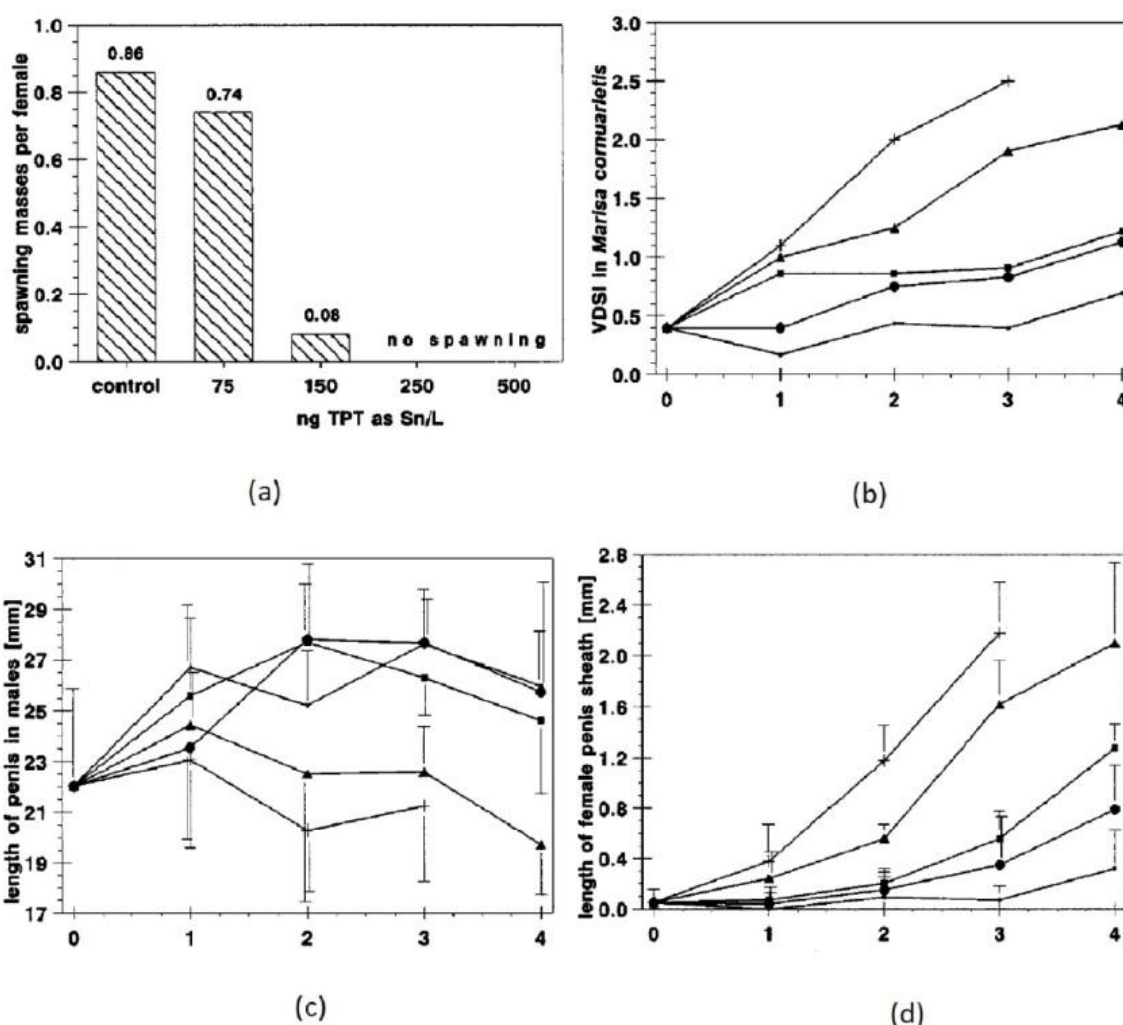 1.0
0.86
0.74
0.8
0.6
0.4
0.2
0.08
no spawning
0.0
control 75 150 250 500
ng TPT as Sn/L
spawning masses per female
(a)
3.0
2.5
2.0
1.5
1.0
0.5
0.0
0 1 2 3 4
VDSI in Marisa cornuarietis
(b)
31
29
27
25
23
21
19
17
0 1 2 3 4
length of penis in males [mm]
(c)
2.8
2.4
2.0
1.6
1.2
0.8
0.4
0.0
0 1 2 3 4
length of female penis sheath [mm]
(d)